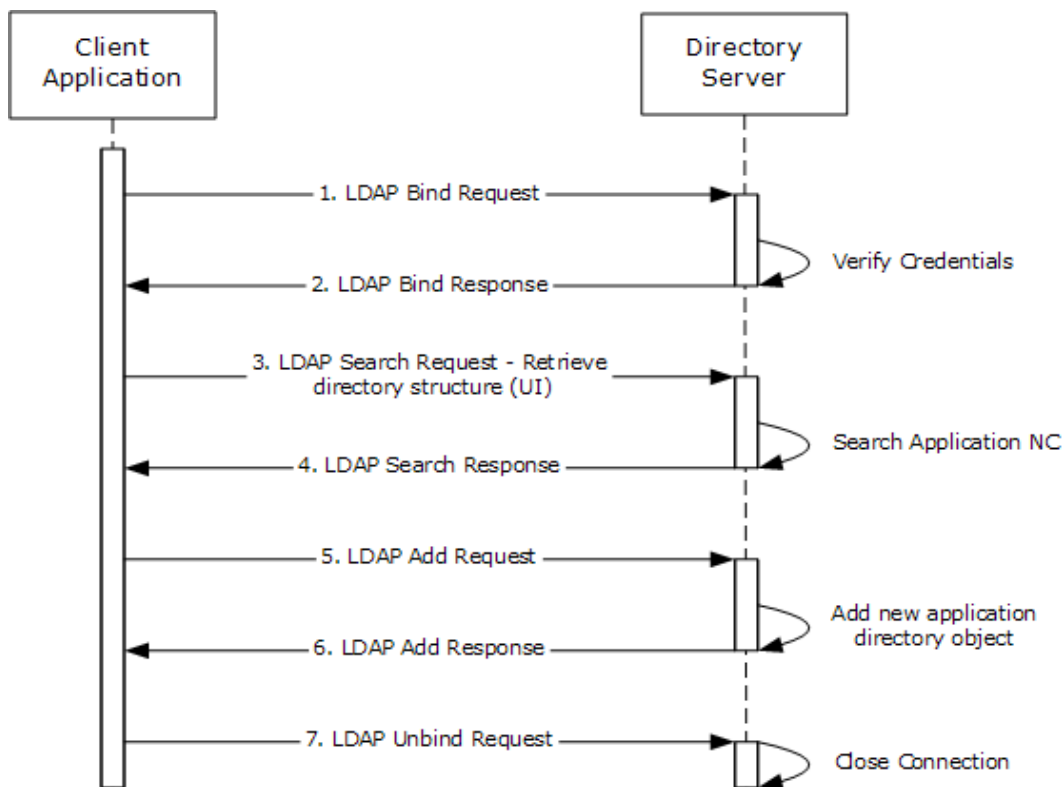 Client
Application
Directory
Server
1. LDAP Bind Request
Verify Credentials
2. LDAP Bind Response
3. LDAP Search Request - Retrieve
directory structure (UI)
Search Application NC
4. LDAP Search Response
5. LDAP Add Request
Add new application
directory object
6. LDAP Add Response
7. LDAP Unbind Request
Close Connection